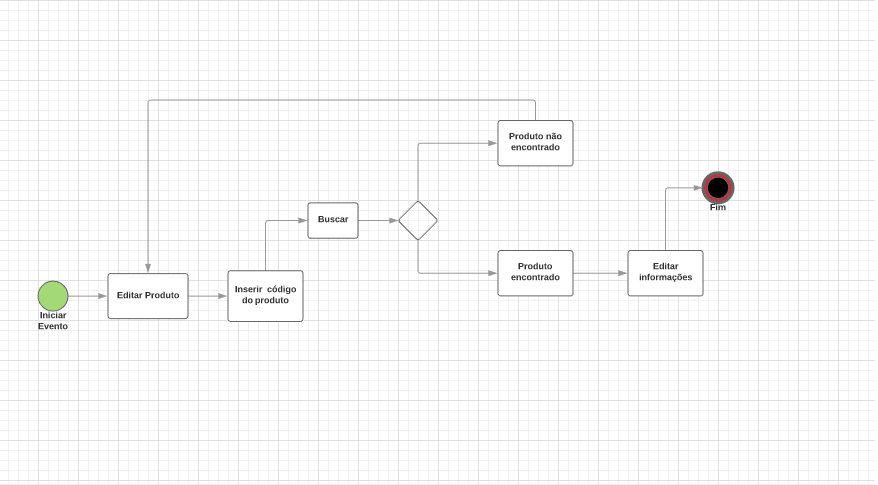 Iniciar
Evento
Editar Produto
Inserir  código
do produto
Buscar
Produto não
encontrado
Produto
encontrado
Editar
informações
Fim